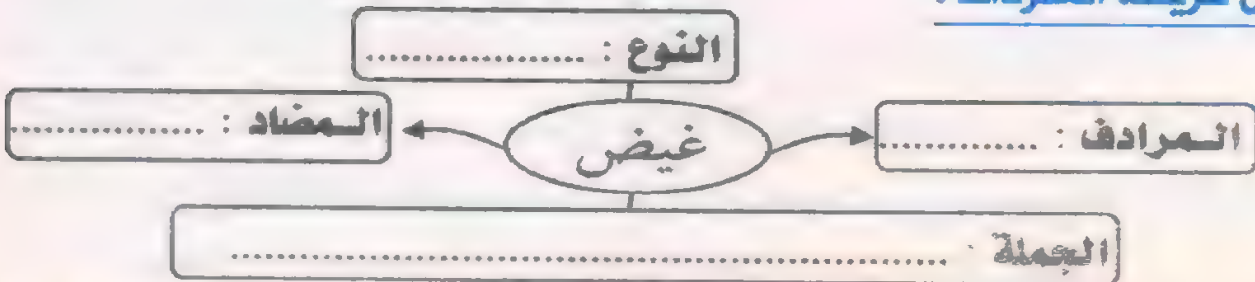 النوع : ..................
المرادف : .............
غيض
المضاد : ................
الجملة : ............................................................